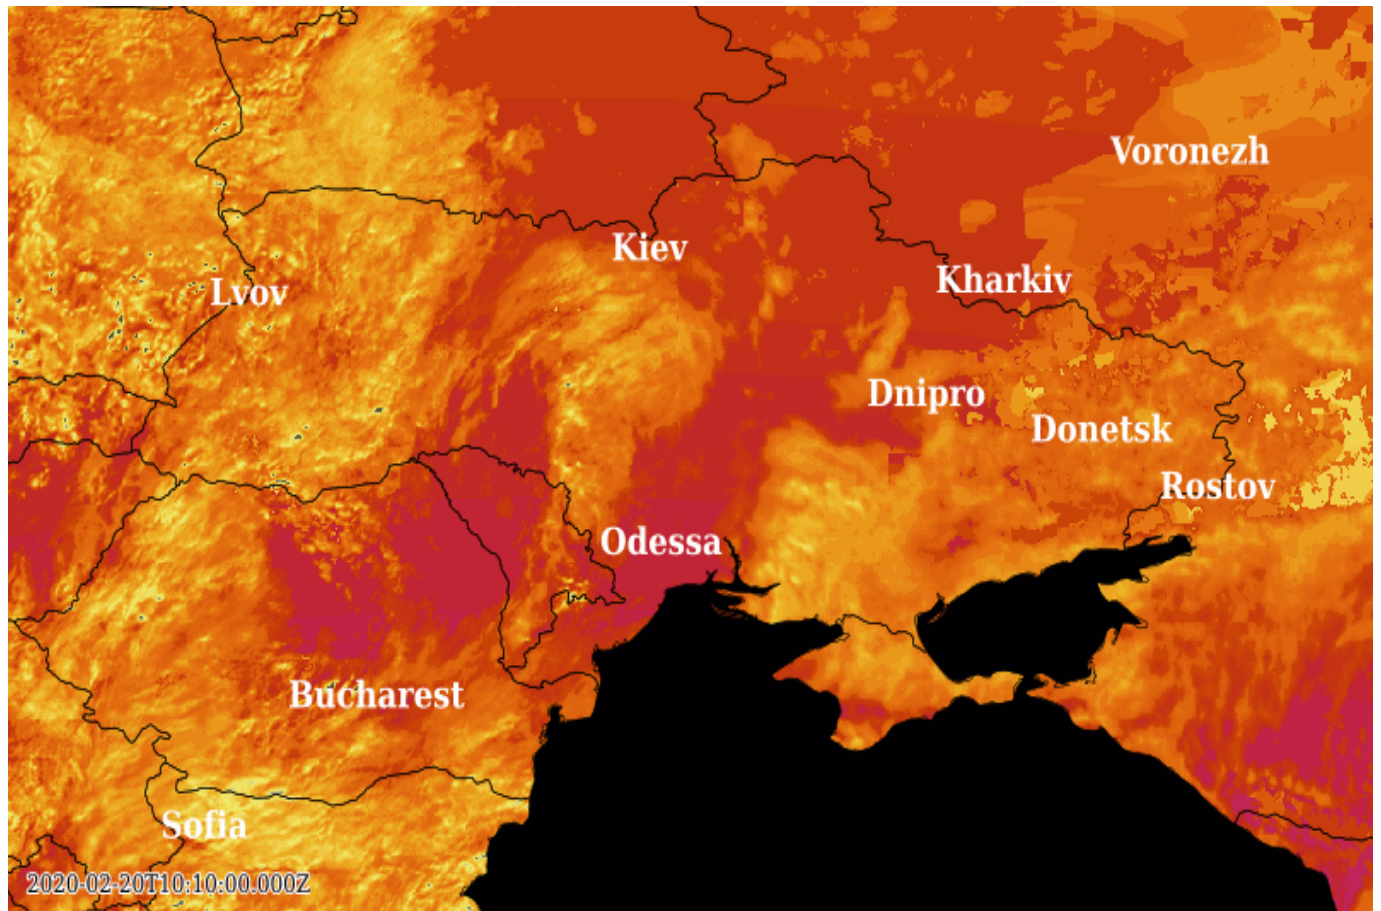 Voronezh
Kiev
Kharkiv
Lvov
Dnipro
Donetsk
Rostov
Odessa
Bucharest
Sofia
2020-02-20T10:10:00.000Z